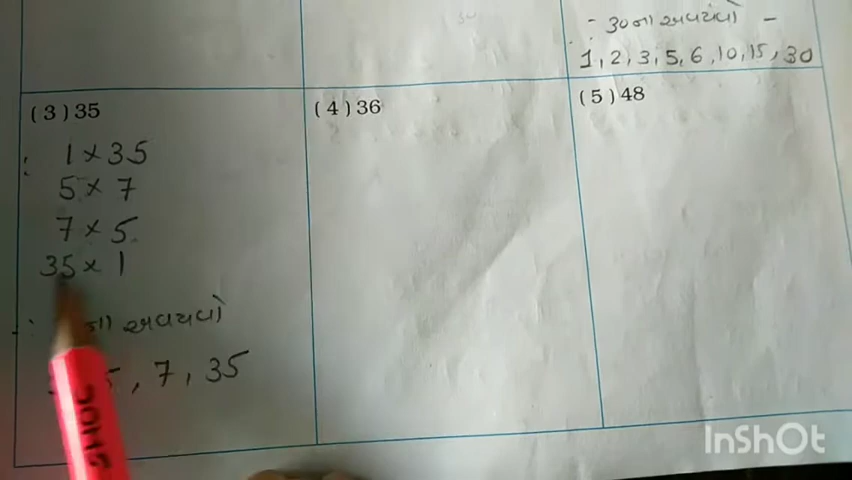 : 30ના અવયવો -
1, 2, 3, 5, 6, 10, 15, 30
(3) 35
(4) 36
(5) 48
: 1 × 35
5 × 7
7 × 5
35 × 1
ના અવયવો
5, 7, 35
InShOt